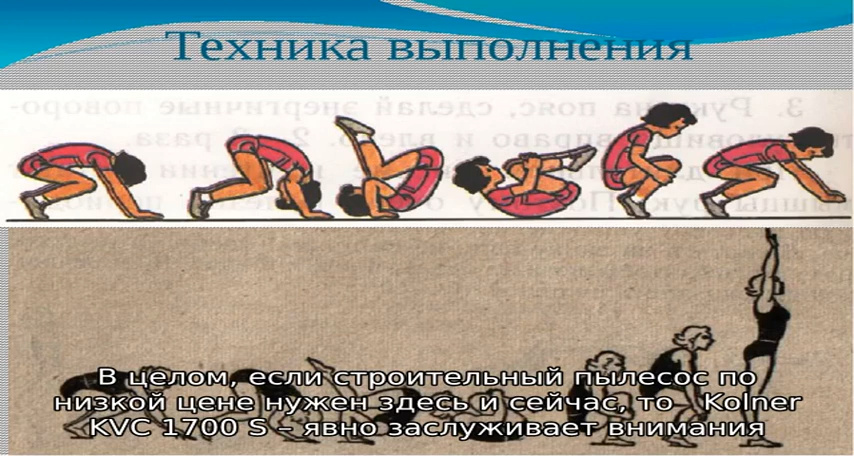 Техника выполнения
В целом, если строительный пылесос по
низкой цене нужен здесь и сейчас, то - Kolner
KVC 1700 S – явно заслуживает внимания